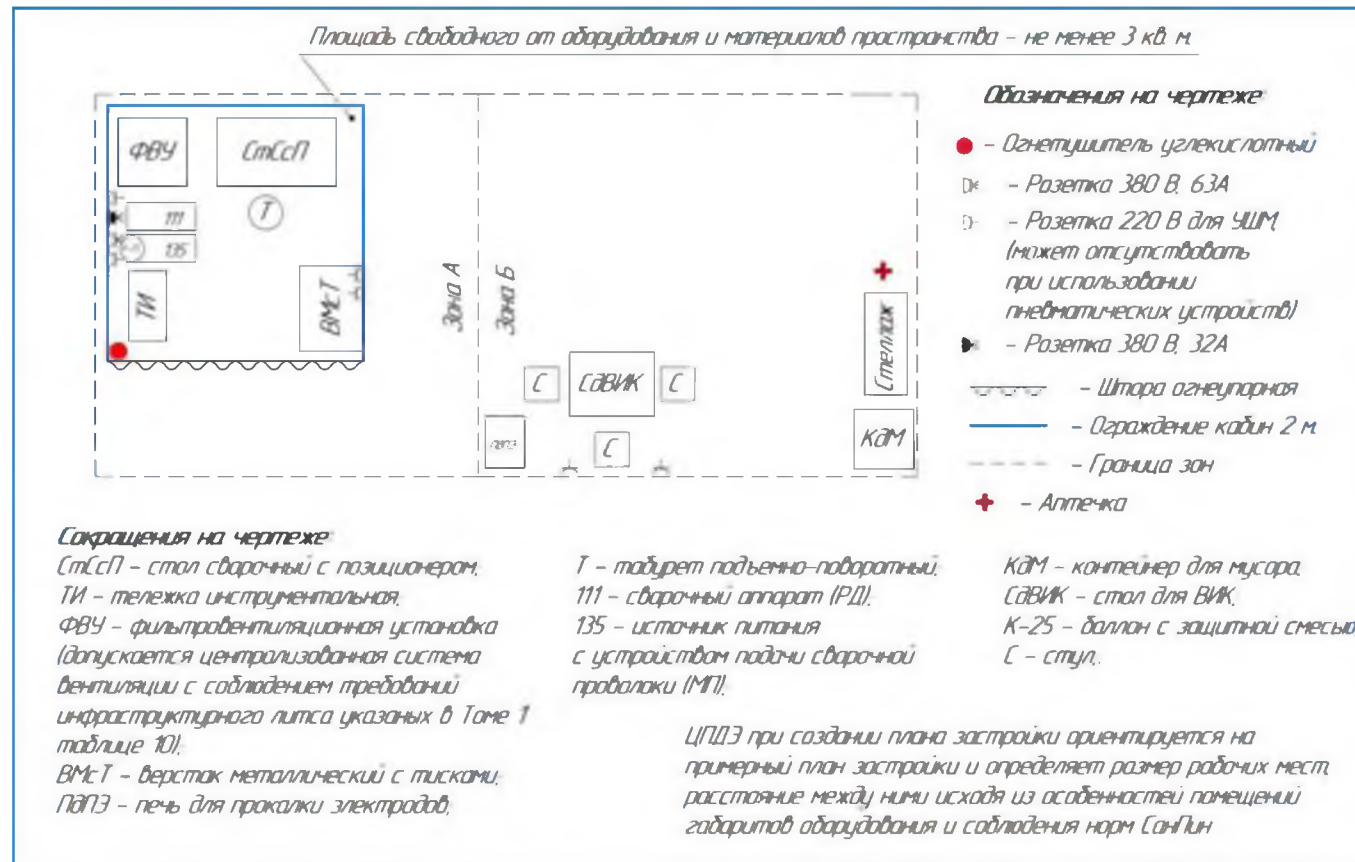 Площадь свободного от оборудования и материалов пространства - не менее 3 кв. м.
ФВУ
СтСсП
111
Т
135
ТИ
ВМсТ
Зона А
Зона Б
С
СдВИК
С
С
ПдПЭ
Стеллаж
КдМ
Обозначения на чертеже:
- Огнетушитель углекислотный
- Розетка 380 В, 63А
- Розетка 220 В для УШМ,
(может отсутствовать
при использовании
пневматических устройств)
- Розетка 380 В, 32А
- Штора огнеупорная
- Ограждение кабин 2 м.
- Граница зон
- Аптечка
Сокращения на чертеже
СтСсП - стол сварочный с позиционером;
ТИ - тележка инструментальная;
ФВУ - фильтровентиляционная установка
(допускается централизованная система
вентиляции с соблюдением требований
инфраструктурного литса указаных в Томе 1
таблице 10);
ВМсТ - верстак металлический с тисками;
ПдПЭ - печь для прокалки электродов;
Т - табурет подъемно-поворотный;
111 - сварочный аппарат (РД);
135 - источник питания
с устройством подачи сварочной
проволоки (МП);
КдМ - контейнер для мусора;
СдВИК - стол для ВИК;
К-25 - баллон с защитной смесью;
С - стул;
ЦПДЭ при создании плана застройки ориентируется на
примерный план застройки и определяет размер рабочих мест,
расстояние между ними исходя из особенностей помещений
габаритов оборудования и соблюдения норм СанПин